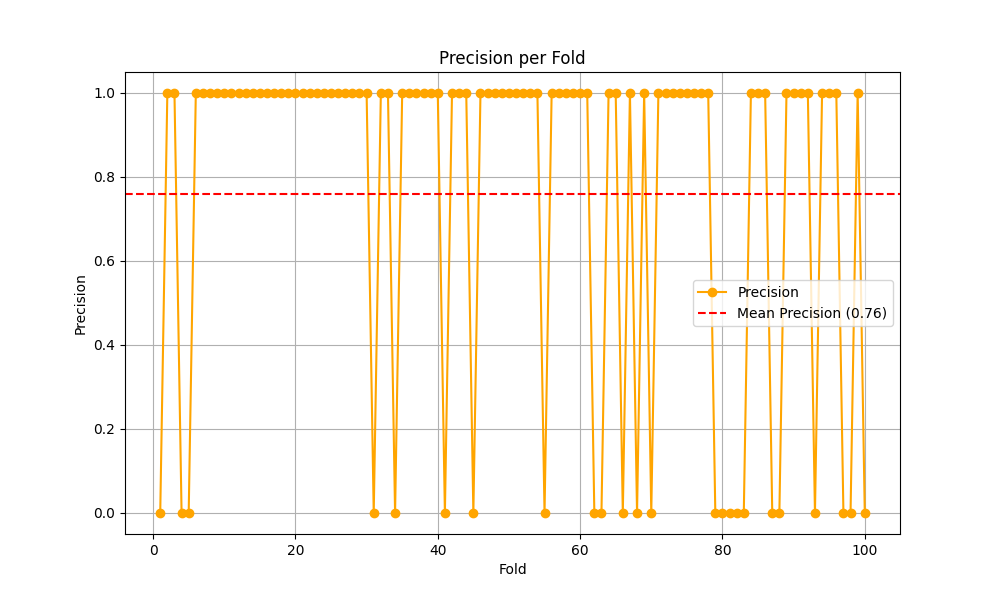 Precision per Fold
1.0
0.8
0.6
0.4
0.2
0.0
Precision
Precision
Mean Precision (0.76)
0 20 40 60 80 100
Fold